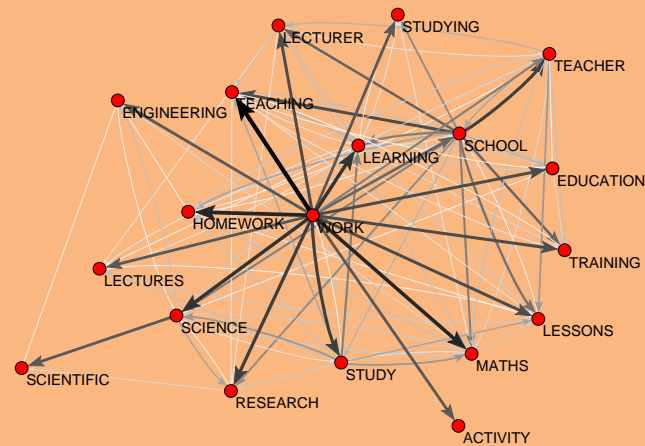 STUDYING
LECTURER
TEACHER
TEACHING
ENGINEERING
SCHOOL
LEARNING
EDUCATION
HOMEWORK
WORK
TRAINING
LECTURES
SCIENCE
LESSONS
MATHS
STUDY
SCIENTIFIC
RESEARCH
ACTIVITY